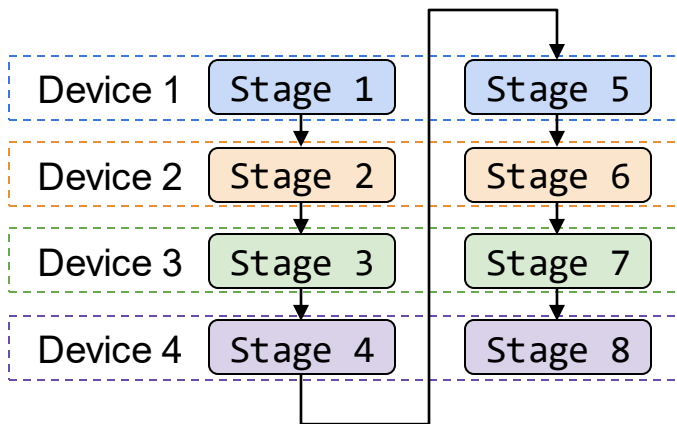 Device 1 Stage 1 Stage 5
Device 2 Stage 2 Stage 6
Device 3 Stage 3 Stage 7
Device 4 Stage 4 Stage 8